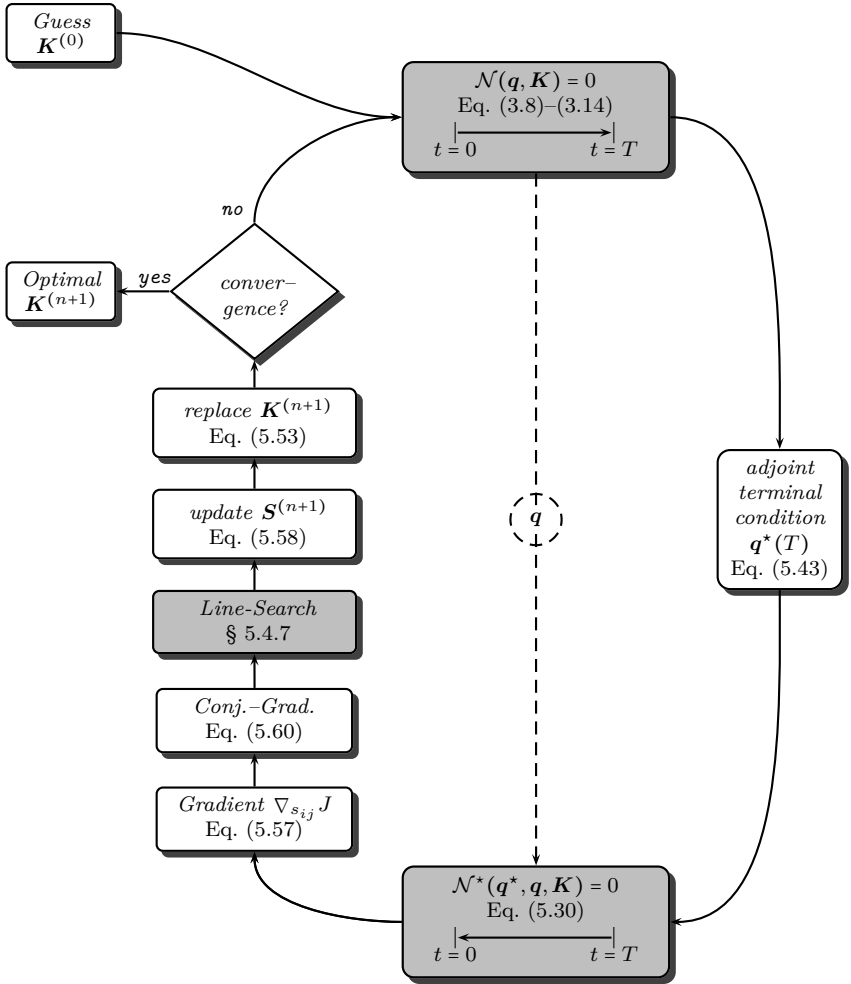 Guess
K^(0)
𝒩(q, K) = 0
Eq. (3.8)–(3.14)
t = 0 t = T
no
Optimal
K^(n+1)
yes
conver–
gence?
replace K^(n+1)
Eq. (5.53)
update S^(n+1)
Eq. (5.58)
Line-Search
§ 5.4.7
Conj.–Grad.
Eq. (5.60)
Gradient ∇_{s_{ij}} J
Eq. (5.57)
q
adjoint
terminal
condition
q⋆(T)
Eq. (5.43)
𝒩⋆(q⋆, q, K) = 0
Eq. (5.30)
t = 0 t = T